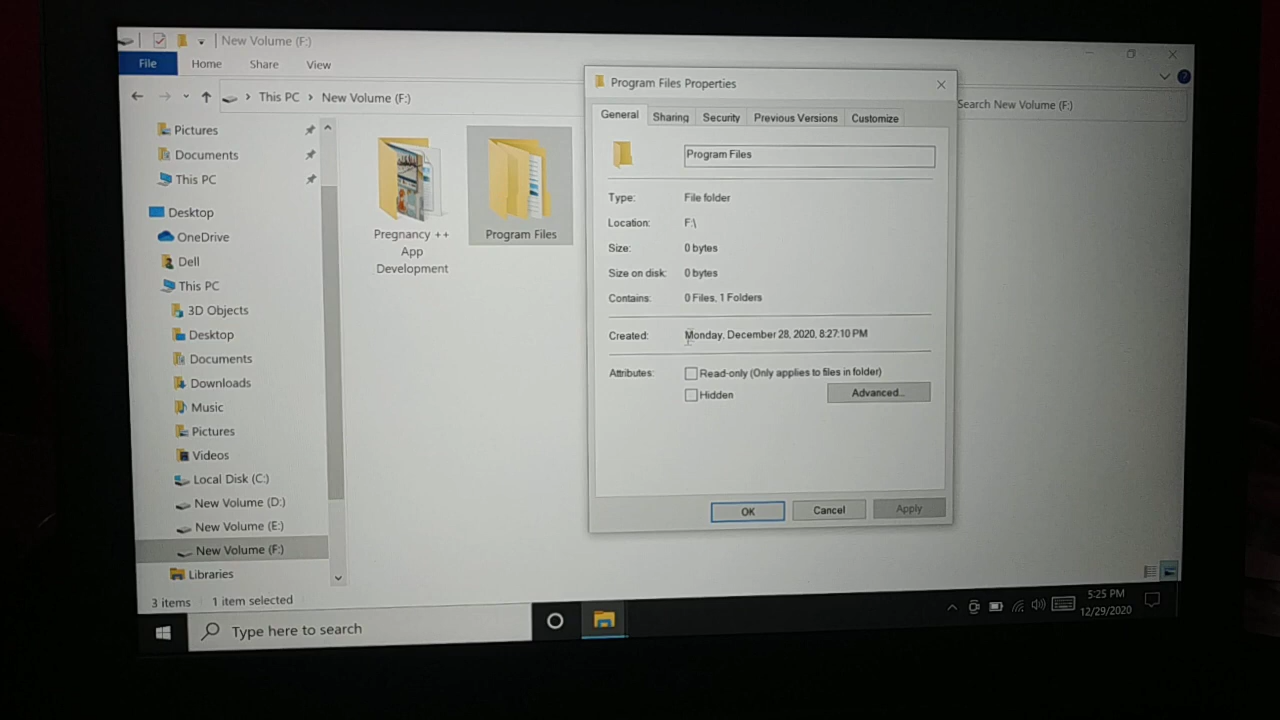 New Volume (F:)
File Home Share View
This PC > New Volume (F:)
Search New Volume (F:)
Pictures
Documents
This PC
Desktop
OneDrive
Dell
This PC
3D Objects
Desktop
Documents
Downloads
Music
Pictures
Videos
Local Disk (C:)
New Volume (D:)
New Volume (E:)
New Volume (F:)
Libraries
3 items 1 item selected
Pregnancy ++
App
Development
Program Files
Program Files Properties
General Sharing Security Previous Versions Customize
Program Files
Type: File folder
Location: F:\
Size: 0 bytes
Size on disk: 0 bytes
Contains: 0 Files, 1 Folders
Created: Monday, December 28, 2020, 8:27:10 PM
Attributes: Read-only (Only applies to files in folder)
Hidden Advanced...
OK Cancel Apply
Type here to search
5:25 PM
12/29/2020